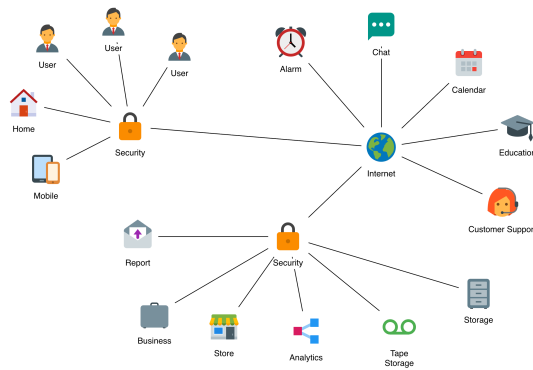 User
User
User
Alarm
Chat
Calendar
Home
Security
Internet
Education
Mobile
Customer Support
Report
Security
Business
Store
Analytics
Tape
Storage
Storage